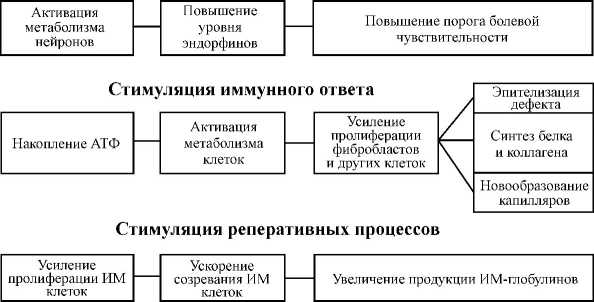 Активация
метаболизма
нейронов
Повышение
уровня
эндорфинов
Повышение порога болевой
чувствительности
Стимуляция иммунного ответа
Накопление АТФ
Активация
метаболизма
клеток
Усиление
пролиферации
фибробластов
и других клеток
Эпителизация
дефекта
Синтез белка
и коллагена
Новообразование
капилляров
Стимуляция реперативных процессов
Усиление
пролиферации ИМ
клеток
Ускорение
созревания ИМ
клеток
Увеличение продукции ИМ-глобулинов